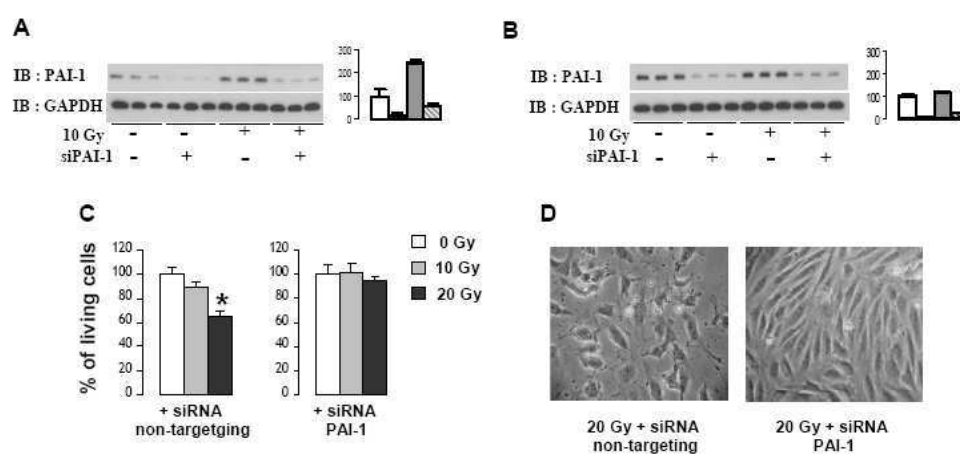 A
IB : PAI-1
IB : GAPDH
10 Gy - - + +
siPAI-1 - + - +
300
200
100
0
B
IB : PAI-1
IB : GAPDH
10 Gy - - + +
siPAI-1 - + - +
300
200
100
0
C
% of living cells
120
100
80
60
40
20
0
*
+ siRNA
non-targetging
120
100
80
60
40
20
0
+ siRNA
PAI-1
0 Gy
10 Gy
20 Gy
D
20 Gy + siRNA
non-targeting
20 Gy + siRNA
PAI-1